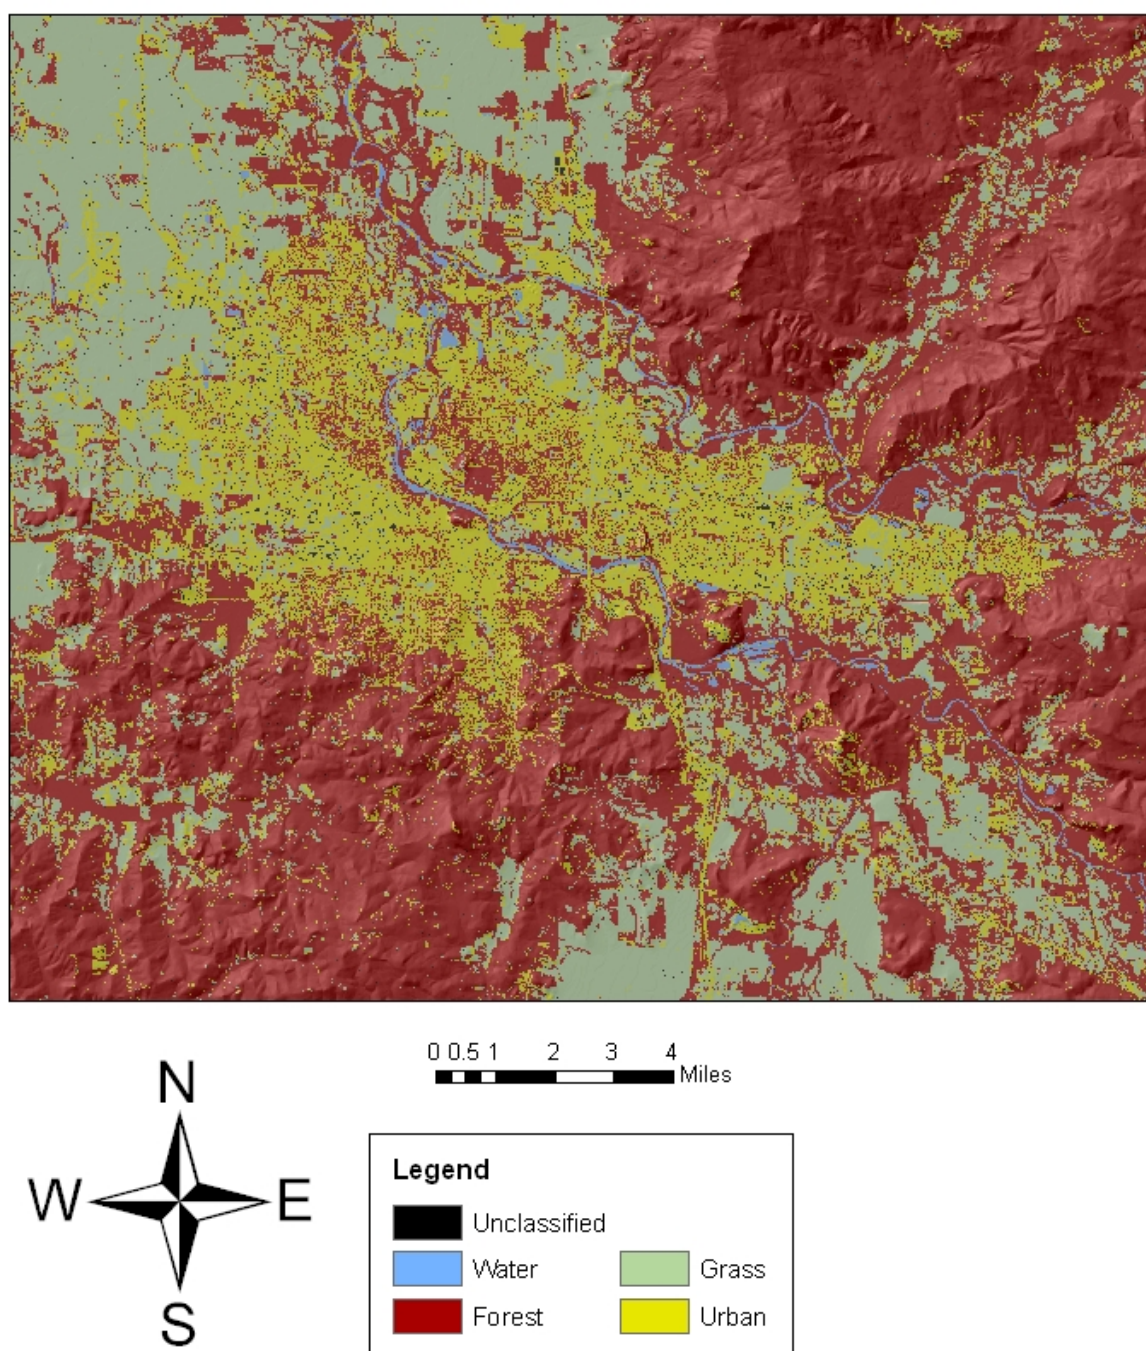 0 0.5 1 2 3 4
Miles
N
W E
S
Legend
Unclassified
Water Grass
Forest Urban